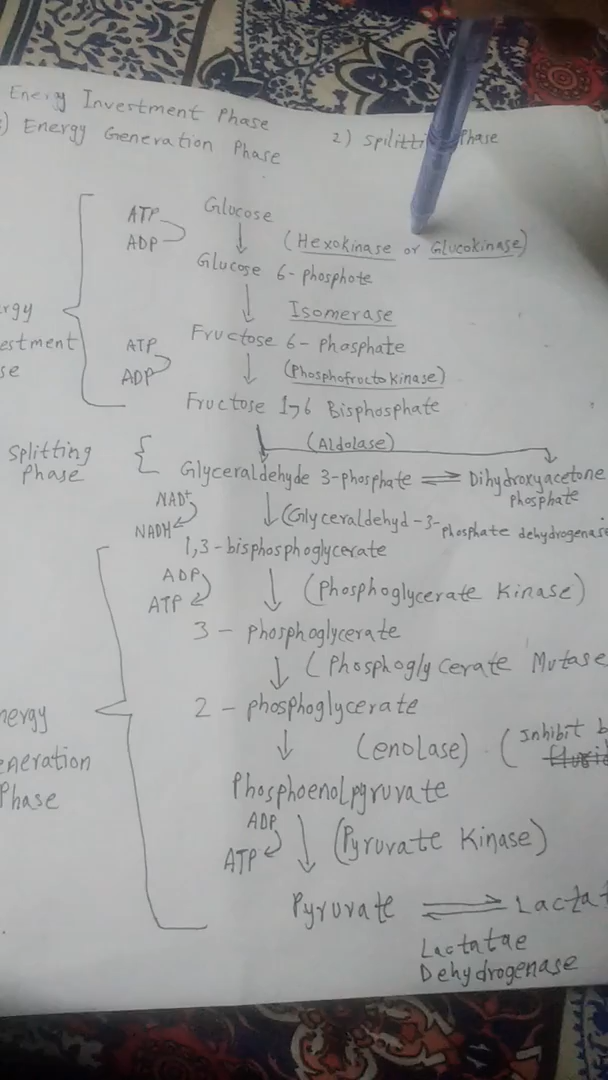 Energy Investment Phase
) Energy Generation Phase
2) Spilitti Phase
Glucose
ATP
ADP
(Hexokinase or Glucokinase)
Glucose 6-phosphote
Isomerase
rgy
estment
se
Fructose 6-Phosphate
ATP
ADP
(Phosphofructokinase)
Fructose 1→6 Bisphosphate
(Aldolase)
Splitting
Phase
Glyceraldehyde 3-phosphate ⇌ Dihydroxyacetone
phosphate
NAD+
NADH
(Glyceraldehyd-3-phosphate dehydrogenase
1,3-bisphosphoglycerate
ADP
ATP
(Phosphoglycerate Kinase)
3-phosphoglycerate
(Phosphoglycerate Mutase
2-phosphoglycerate
nergy
eneration
Phase
(enolase) . (Inhibit b
Phosphoenolpyruvate
ADP
ATP
(Pyruvate Kinase)
Pyruvate ⇌ Lactat
Lactatae
Dehydrogenase